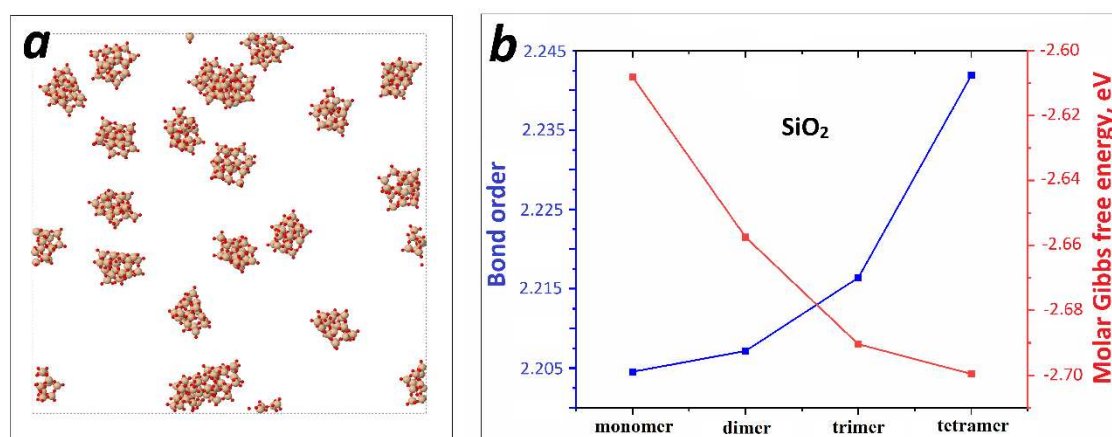 a
b
SiO₂
Bond order
2.245
2.235
2.225
2.215
2.205
-2.60
-2.62
-2.64
-2.66
-2.68
-2.70
Molar Gibbs free energy, eV
monomer dimer trimer tetramer